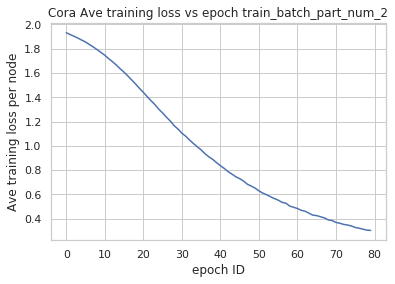 Cora Ave training loss vs epoch train_batch_part_num_2
2.0
1.8
1.6
1.4
1.2
1.0
0.8
0.6
0.4
Ave training loss per node
0 10 20 30 40 50 60 70 80
epoch ID